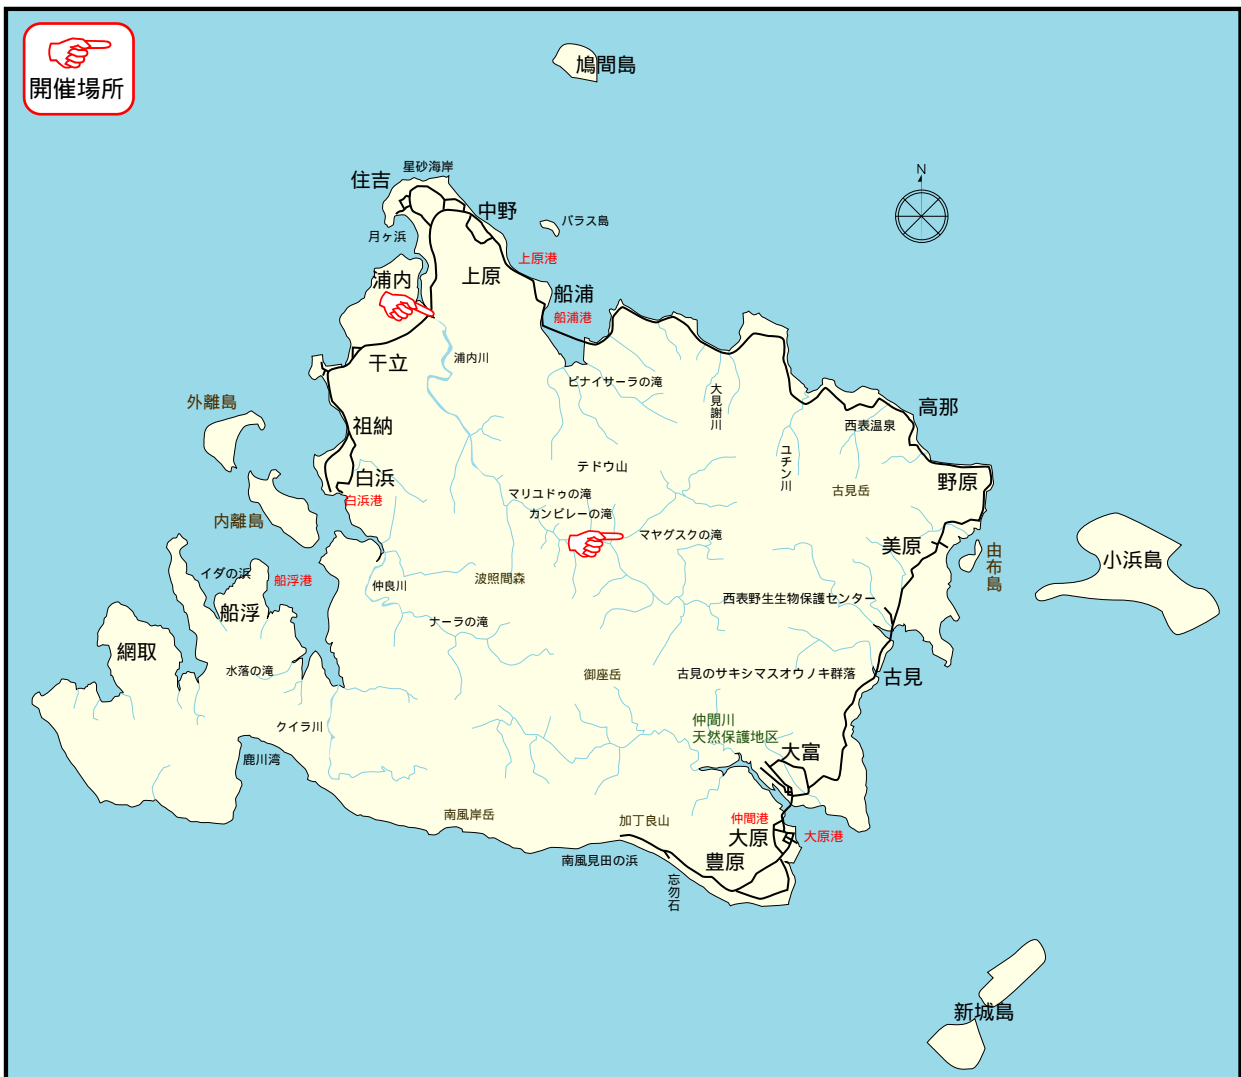 開催場所
鳩間島
星砂海岸
住吉
N
中野
バラス島
月ヶ浜
上原港
浦内
上原
船浦
船浦港
浦内川
干立
ピナイサーラの滝
大見謝川
外離島
高那
祖納
西表温泉
ユチン川
テドウ山
白浜
野原
古見岳
白浜港
マリユドゥの滝
カンビレーの滝
内離島
マヤグスクの滝
美原
由布島
小浜島
イダの浜
船浮港
仲良川
波照間森
西表野生生物保護センター
船浮
ナーラの滝
網取
水落の滝
御座岳
古見のサキシマスオウノキ群落
古見
仲間川
天然保護地区
クイラ川
鹿川湾
大富
南風岸岳
加丁良山
仲間港
大原
大原港
豊原
南風見田の浜
忘勿石
新城島